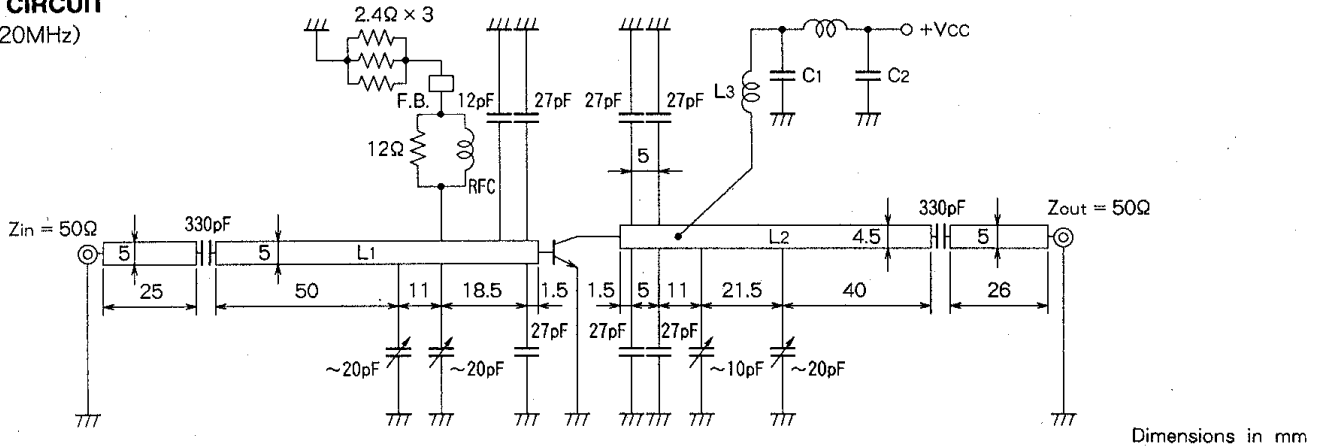 CIRCUIT
20MHz)
2.4Ω × 3
+Vcc
C1
C2
L3
F.B.
12pF
27pF
27pF
27pF
12Ω
RFC
5
Zin = 50Ω
330pF
5
5
L1
L2
4.5
330pF
5
Zout = 50Ω
25
50
11
18.5
1.5
1.5
5
11
21.5
40
26
27pF
27pF
27pF
~20pF
~20pF
~10pF
~20pF
Dimensions in mm